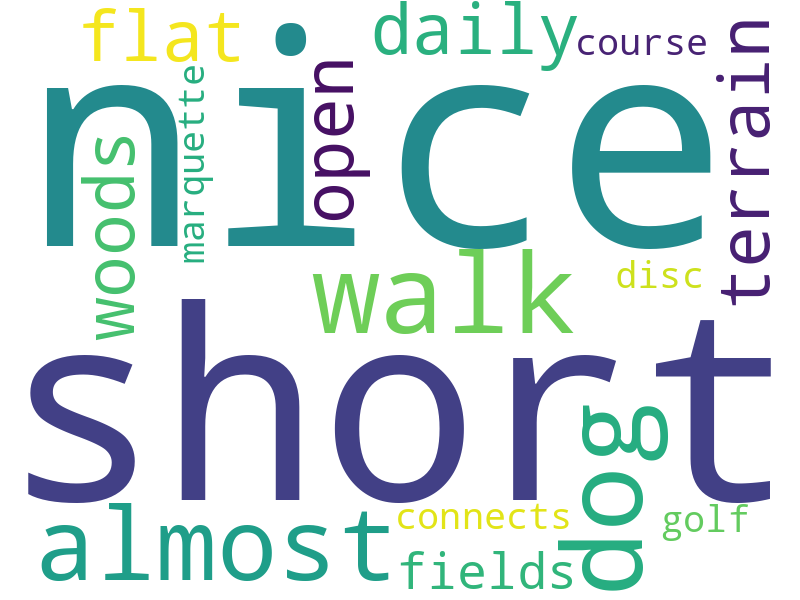 flat
daily
course
nice
open
marquette
terrain
woods
walk
disc
short
dog
almost
connects
golf
fields